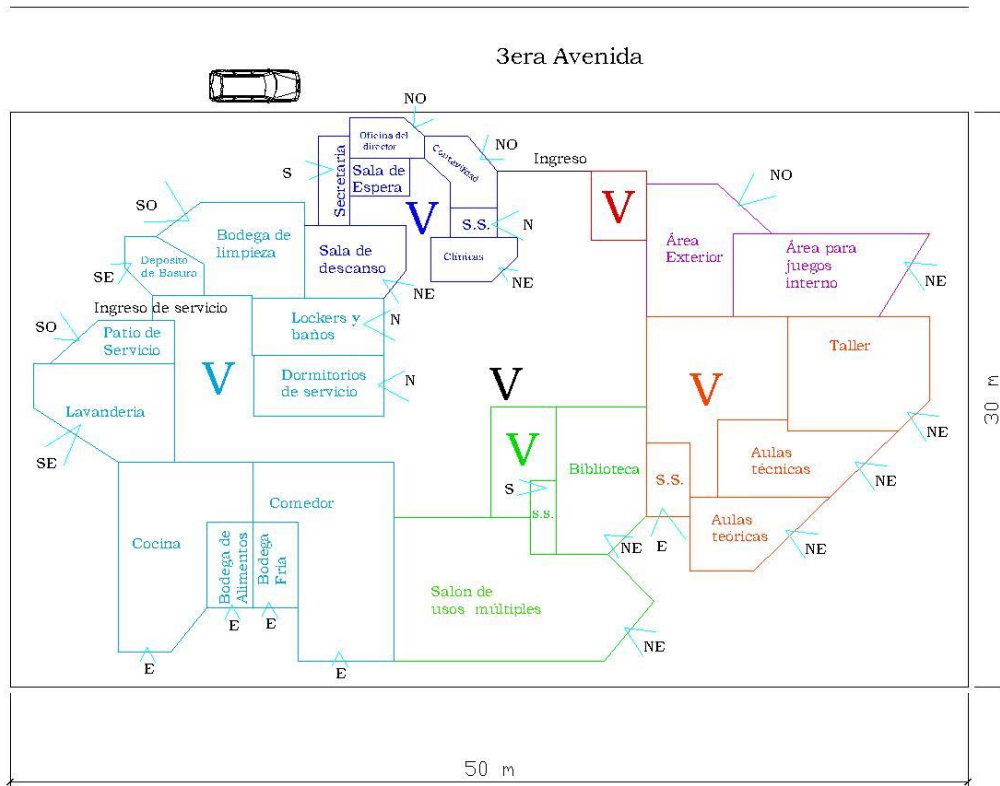 3era Avenida
NO
Oficina del
director
Contabilidad
NO
Ingreso
S
Secretaria
Sala de
Espera
V
S.S.
N
V
NO
SO
Bodega de
limpieza
Sala de
descanso
Clínicas
NE
NE
Área
Exterior
Área para
juegos
interno
NE
Deposito
de Basura
SE
Ingreso de servicio
SO
Patio de
Servicio
Lockers y
baños
N
Taller
30 m
V
Dormitorios
de servicio
N
V
V
Lavanderia
SE
NE
V
Biblioteca
Aulas
técnicas
NE
S
s.s.
S.S.
Comedor
Cocina
Bodega de
Alimentos
Bodega
Fria
NE
E
Aulas
teóricas
NE
Salón de
usos múltiples
NE
E
E
E
E
50 m